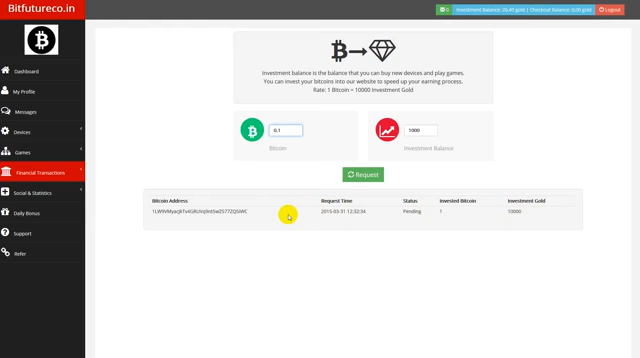 Bitfutureco.in
0
Investment Balance: 29,40 gold | Checkout Balance: 0,00 gold
Logout
Dashboard
My Profile
Messages
Devices
Games
Financial Transactions
Social & Statistics
Daily Bonus
Support
Refer
Investment balance is the balance that you can buy new devices and play games.
You can invest your bitcoins into our website to speed up your earning process.
Rate: 1 Bitcoin = 10000 Investment Gold
0,1
Bitcoin
1000
Investment Balance
Request
Bitcoin Address Request Time Status Invested Bitcoin Investment Gold
2015-03-31 12:32:34 Pending 1 10000